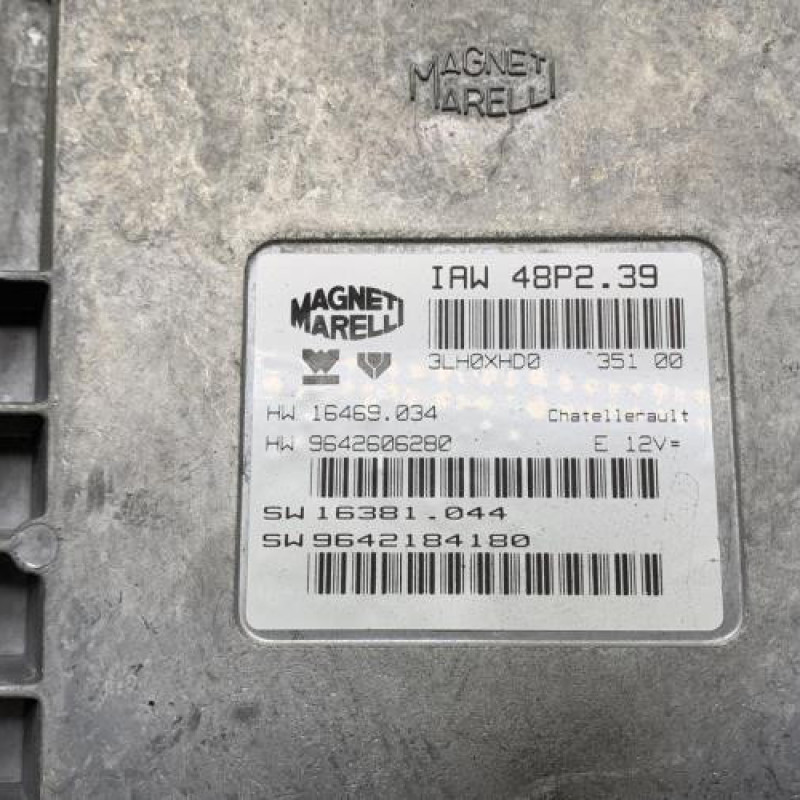 MAGNETI
MARELLI
IAW 48P2.39
MAGNETI
MARELLI
3LH0XHD0 351 00
HW 16469.034 Chatellerault
HW 9642606280 E 12V=
SW 16381.044
SW 9642184180